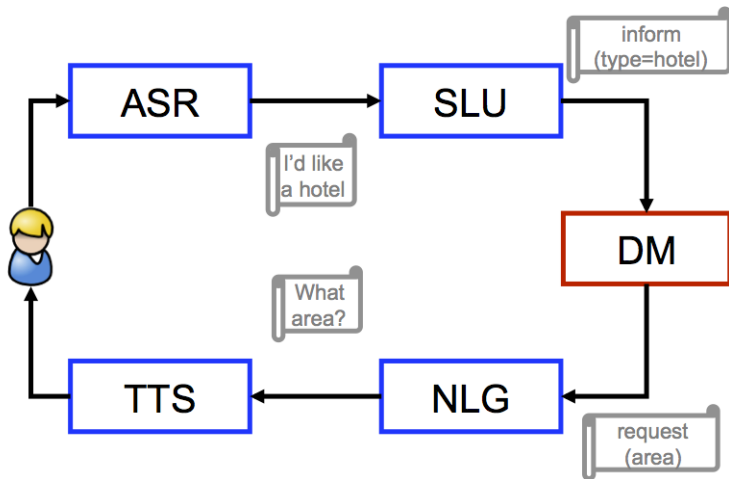 inform
(type=hotel)
ASR
SLU
I'd like
a hotel
DM
What
area?
TTS
NLG
request
(area)